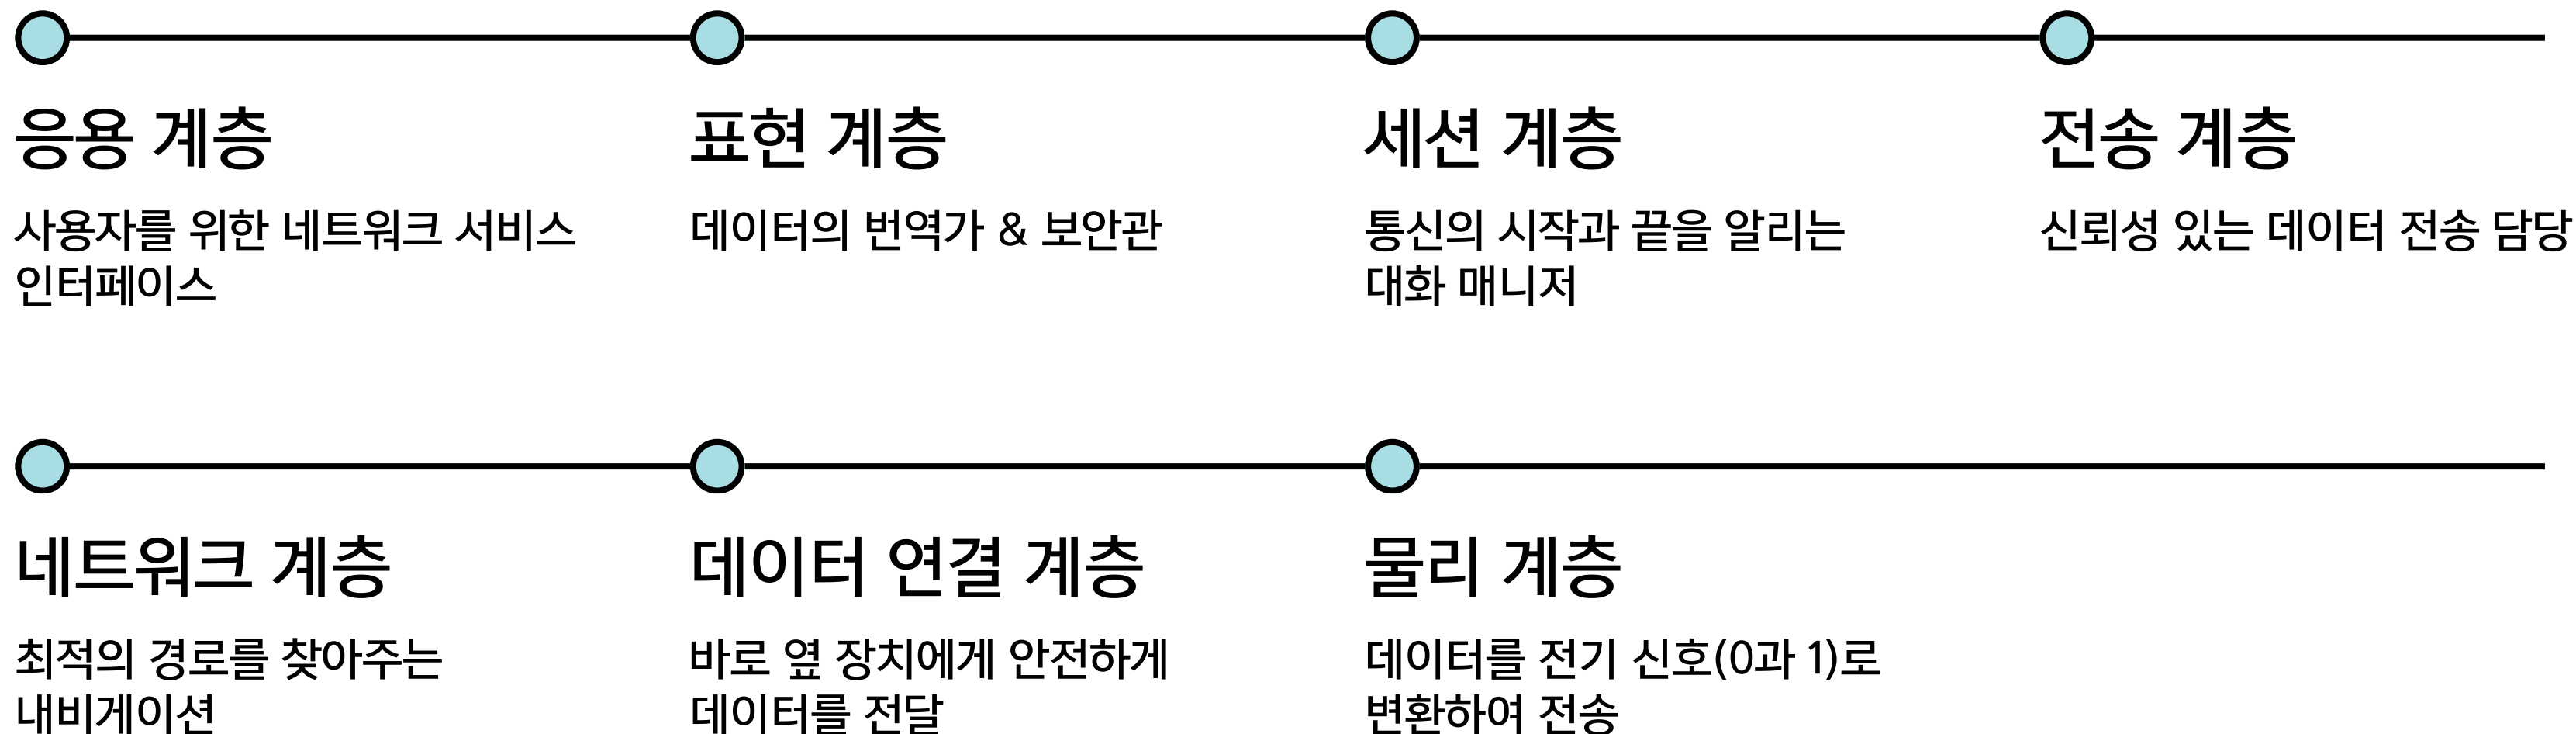 응용 계층
사용자를 위한 네트워크 서비스
인터페이스
표현 계층
데이터의 번역가 & 보안관
세션 계층
통신의 시작과 끝을 알리는
대화 매니저
전송 계층
신뢰성 있는 데이터 전송 담당
네트워크 계층
최적의 경로를 찾아주는
내비게이션
데이터 연결 계층
바로 옆 장치에게 안전하게
데이터를 전달
물리 계층
데이터를 전기 신호(0과 1)로
변환하여 전송